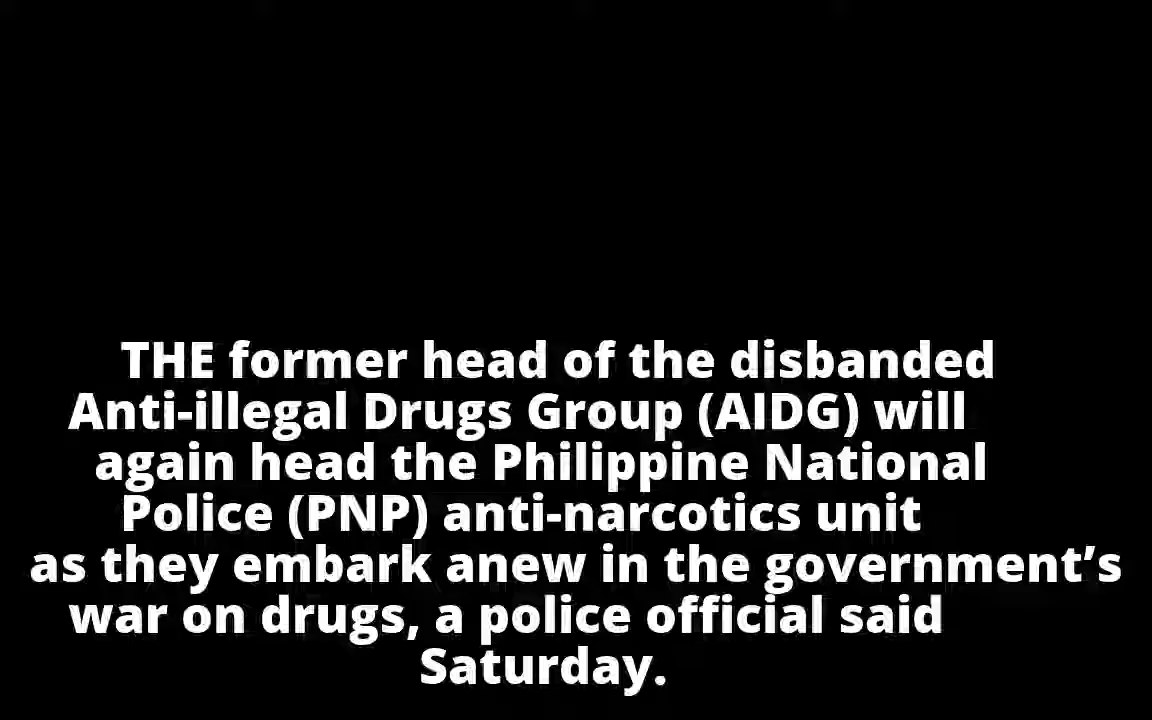 THE former head of the disbanded
Anti-illegal Drugs Group (AIDG) will
again head the Philippine National
Police (PNP) anti-narcotics unit
as they embark anew in the government’s
war on drugs, a police official said
Saturday.